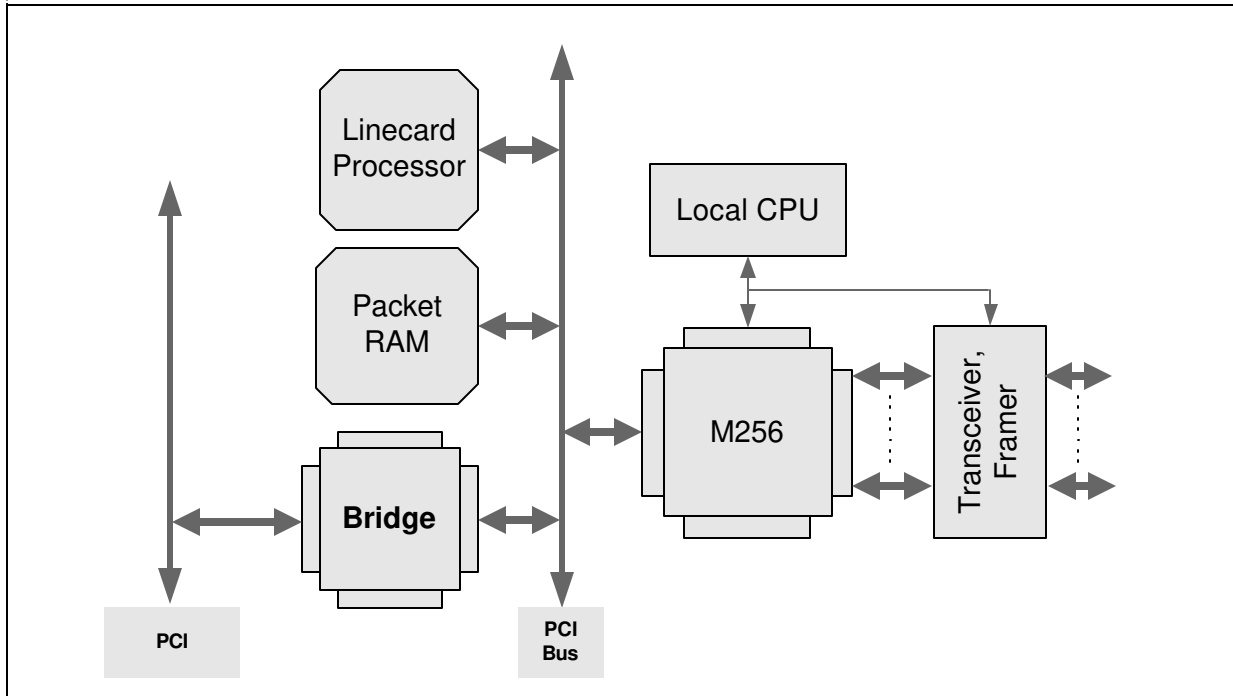 Linecard
Processor
Local CPU
Packet
RAM
M256
Transceiver,
Framer
Bridge
PCI
PCI
Bus